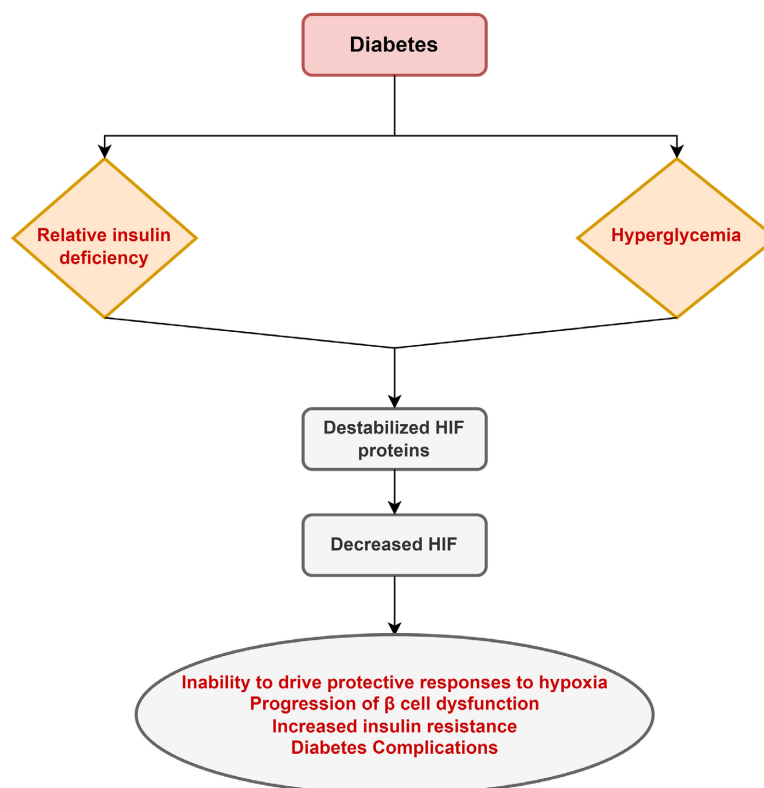 Diabetes
Relative insulin
deficiency
Hyperglycemia
Destabilized HIF
proteins
Decreased HIF
Inability to drive protective responses to hypoxia
Progression of β cell dysfunction
Increased insulin resistance
Diabetes Complications